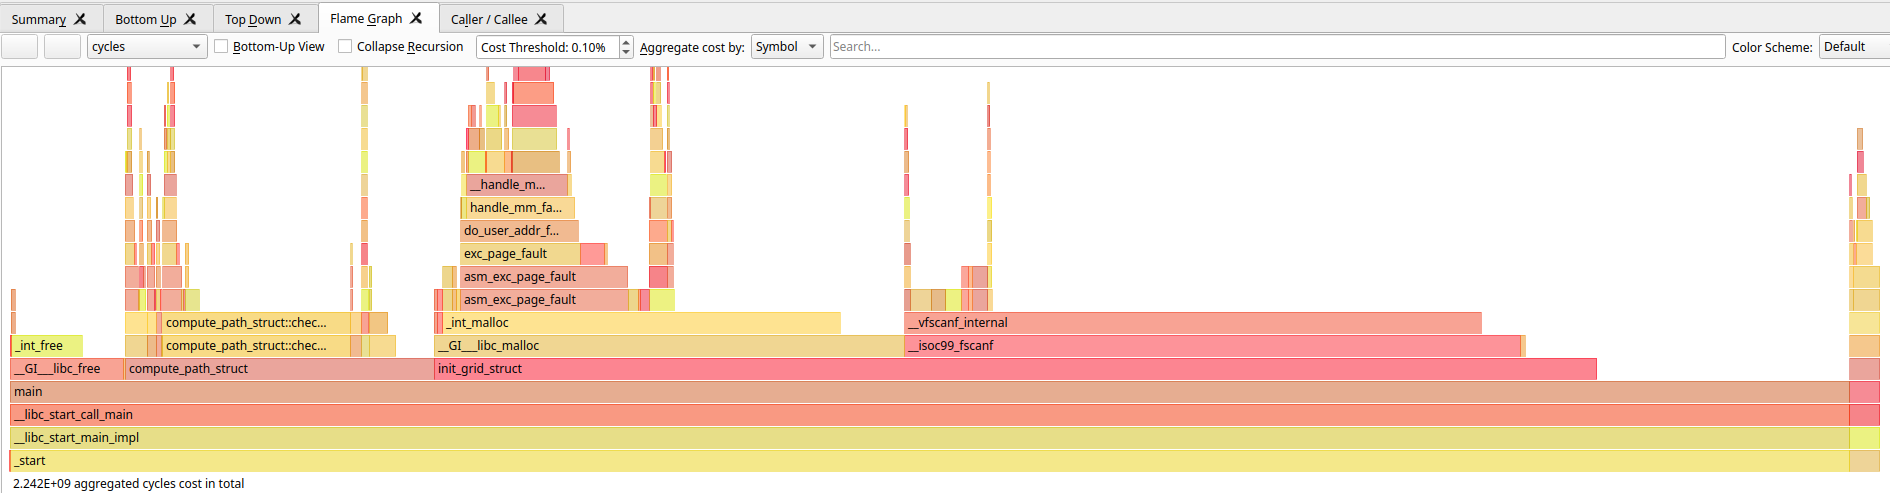 Summary Bottom Up Top Down Flame Graph Caller / Callee
cycles Bottom-Up View Collapse Recursion Cost Threshold: 0.10% Aggregate cost by: Symbol Search... Color Scheme: Default
__handle_m...
handle_mm_fa...
do_user_addr_f...
exc_page_fault
asm_exc_page_fault
asm_exc_page_fault
compute_path_struct::chec... _int_malloc __vfscanf_internal
_int_free compute_path_struct::chec... __GI___libc_malloc __isoc99_fscanf
__GI___libc_free compute_path_struct init_grid_struct
main
__libc_start_call_main
__libc_start_main_impl
_start
2.242E+09 aggregated cycles cost in total